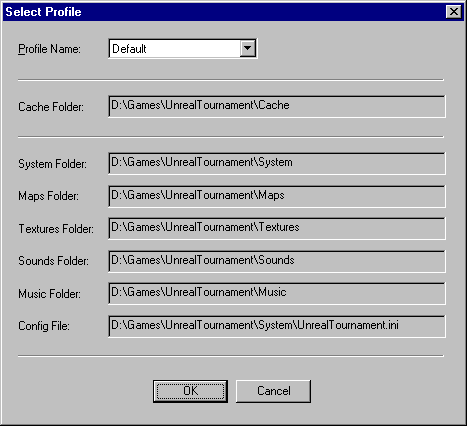 Select Profile
Profile Name: Default
Cache Folder: D:\Games\UnrealTournament\Cache
System Folder: D:\Games\UnrealTournament\System
Maps Folder: D:\Games\UnrealTournament\Maps
Textures Folder: D:\Games\UnrealTournament\Textures
Sounds Folder: D:\Games\UnrealTournament\Sounds
Music Folder: D:\Games\UnrealTournament\Music
Config File: D:\Games\UnrealTournament\System\UnrealTournament.ini
OK Cancel